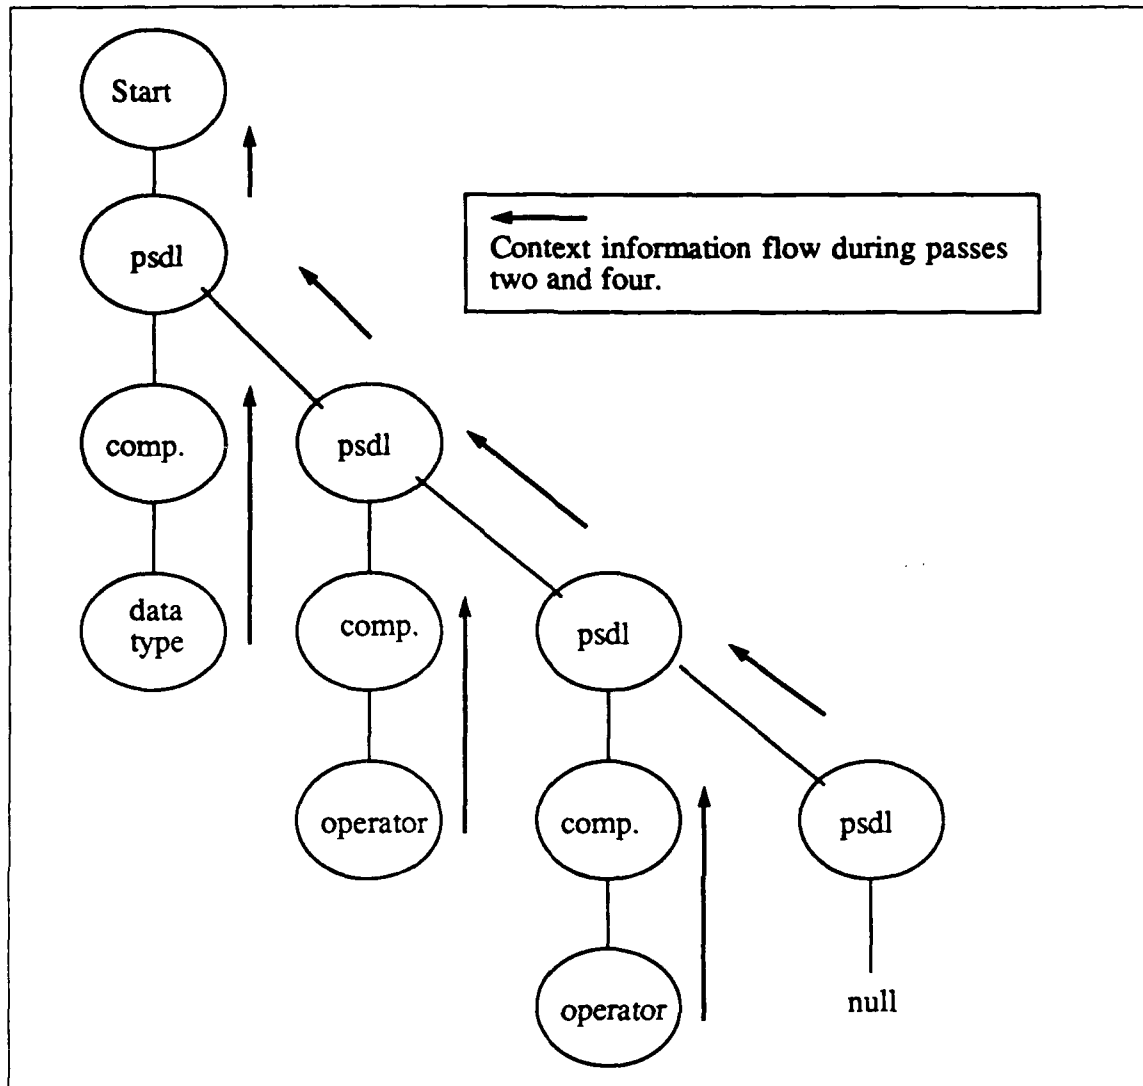 Start
psdl
Context information flow during passes
two and four.
comp.
psdl
data
type
comp.
psdl
operator
comp.
psdl
operator
null